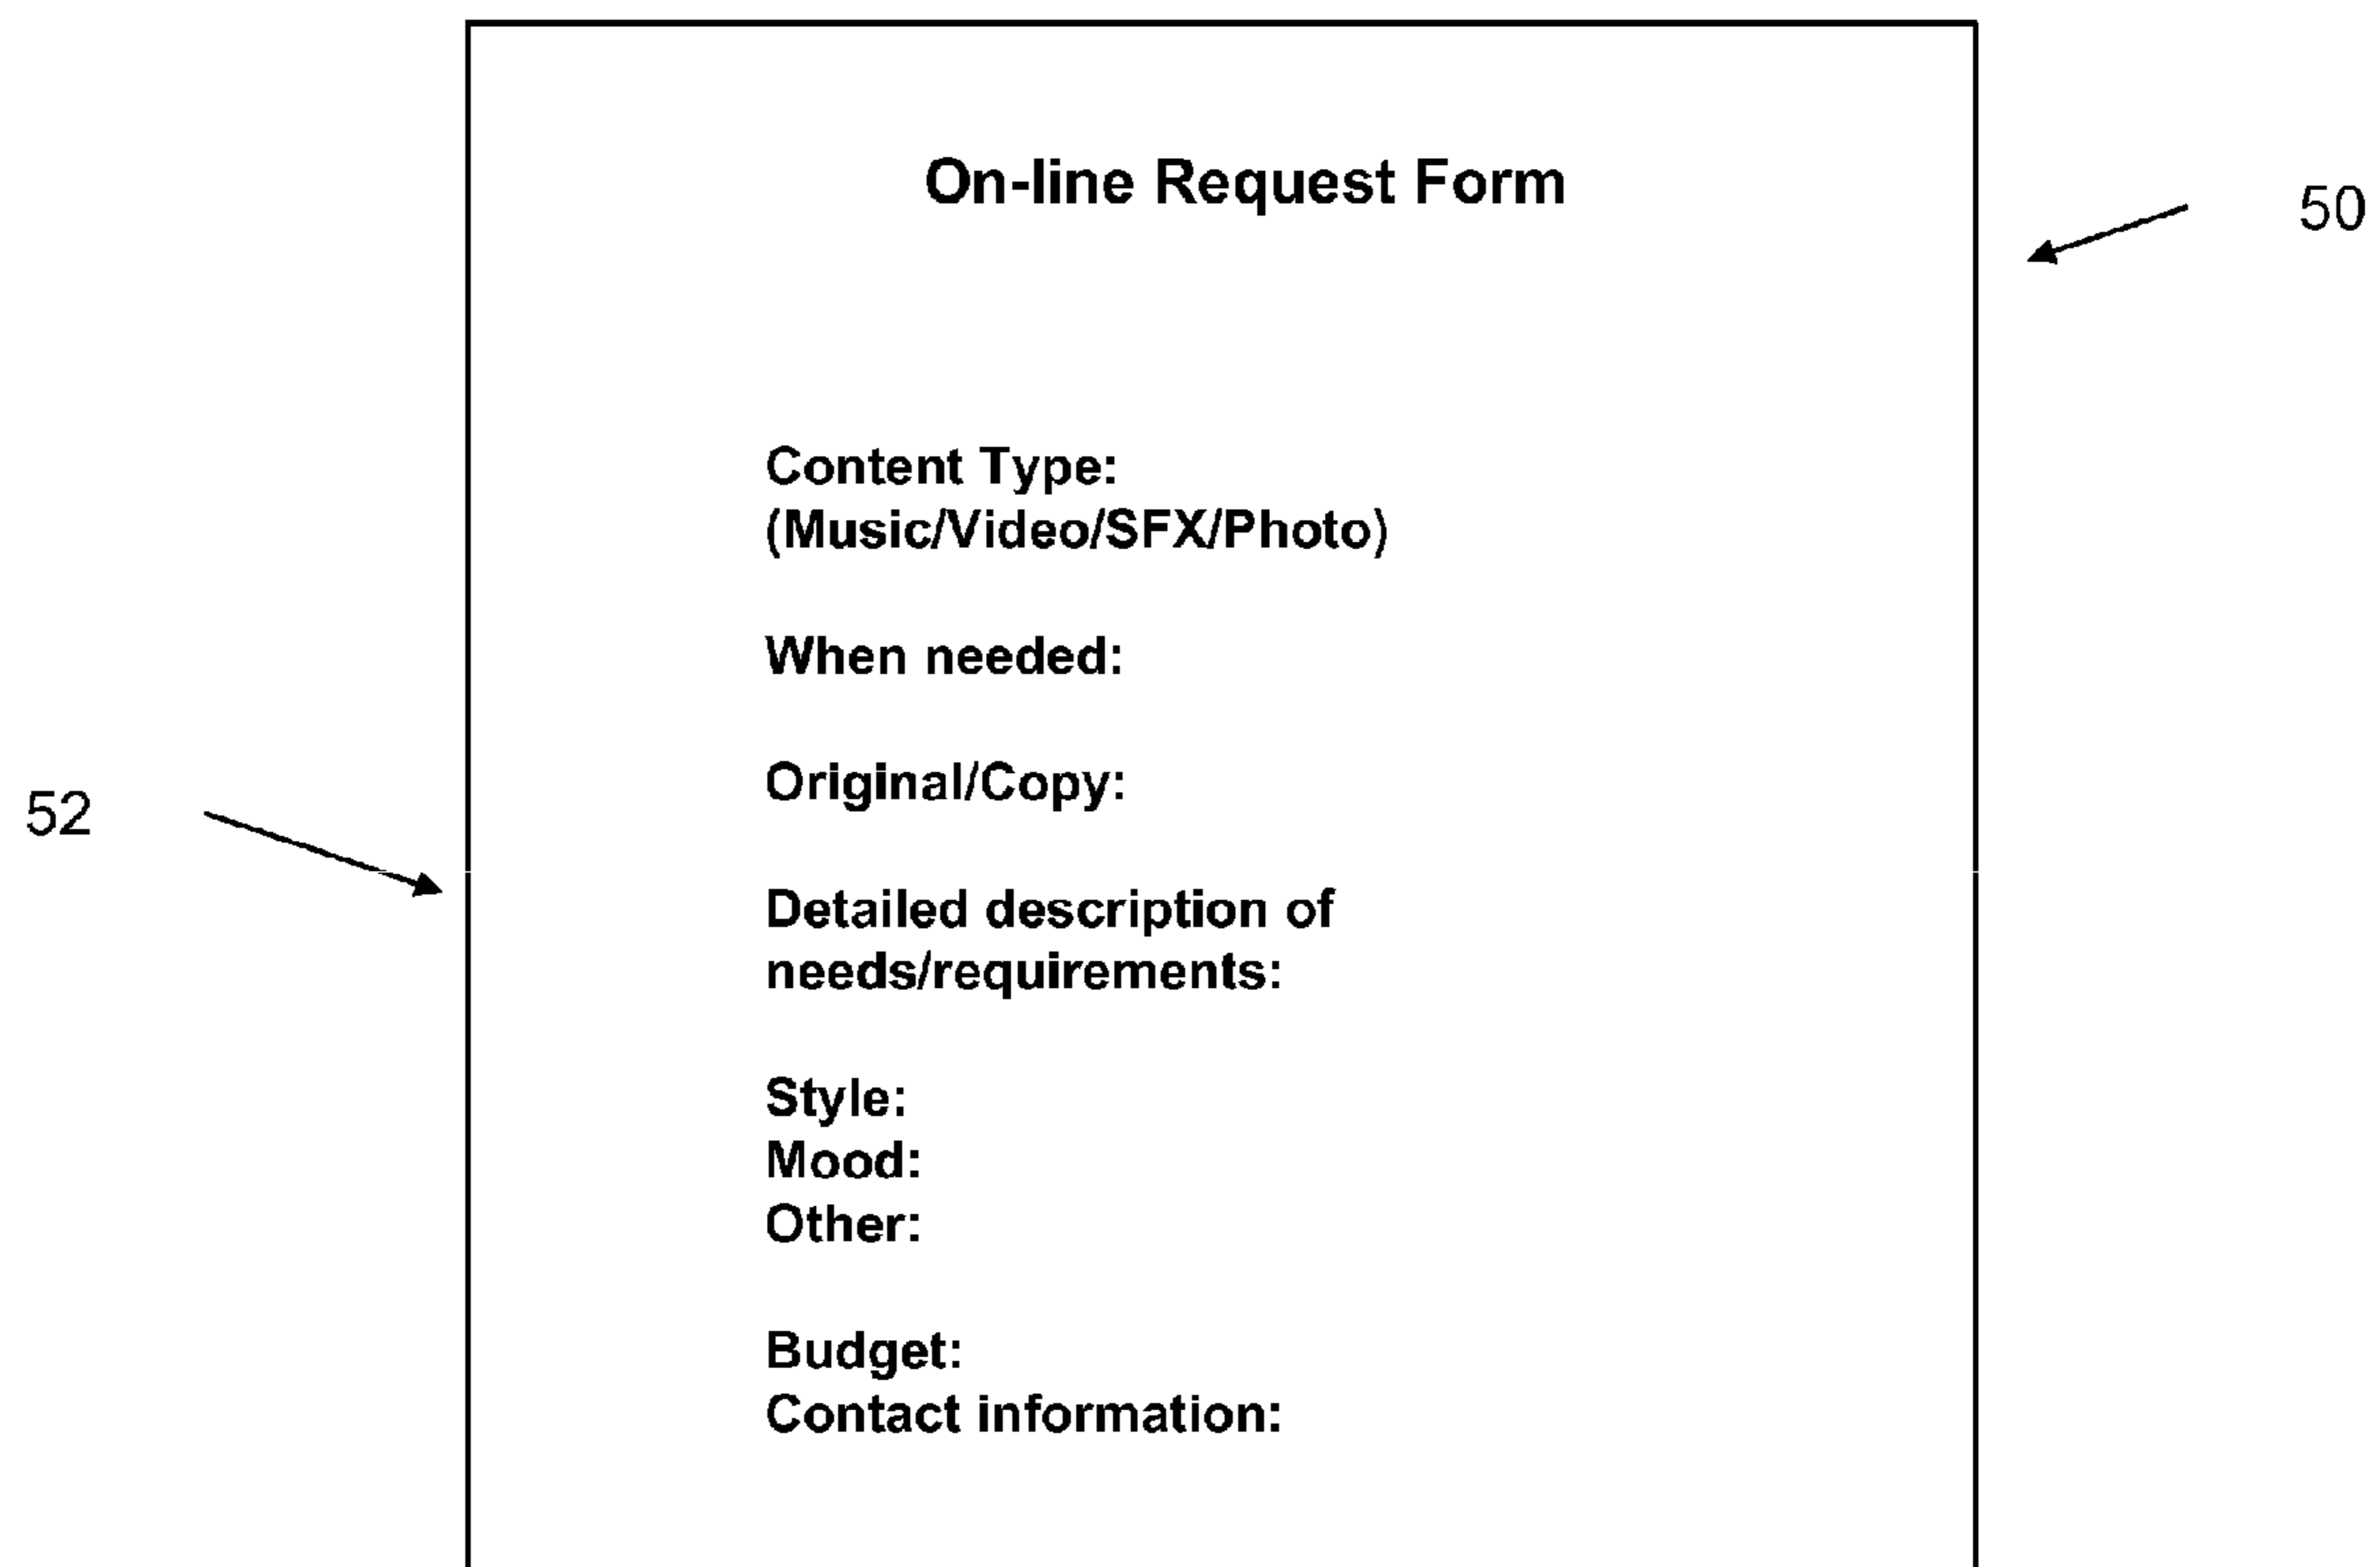 On-line Request Form
50
Content Type:
(Music/Video/SFX/Photo)
When needed:
Original/Copy:
52
Detailed description of
needs/requirements:
Style:
Mood:
Other:
Budget:
Contact information: